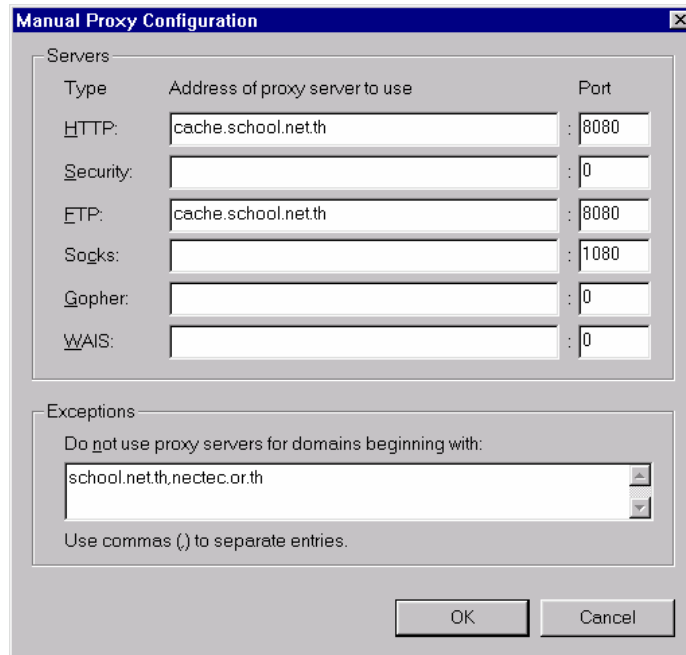 Manual Proxy Configuration
Servers
Type Address of proxy server to use Port
HTTP: cache.school.net.th : 8080
Security: : 0
FTP: cache.school.net.th : 8080
Socks: : 1080
Gopher: : 0
WAIS: : 0
Exceptions
Do not use proxy servers for domains beginning with:
school.net.th,nectec.or.th
Use commas (,) to separate entries.
OK Cancel